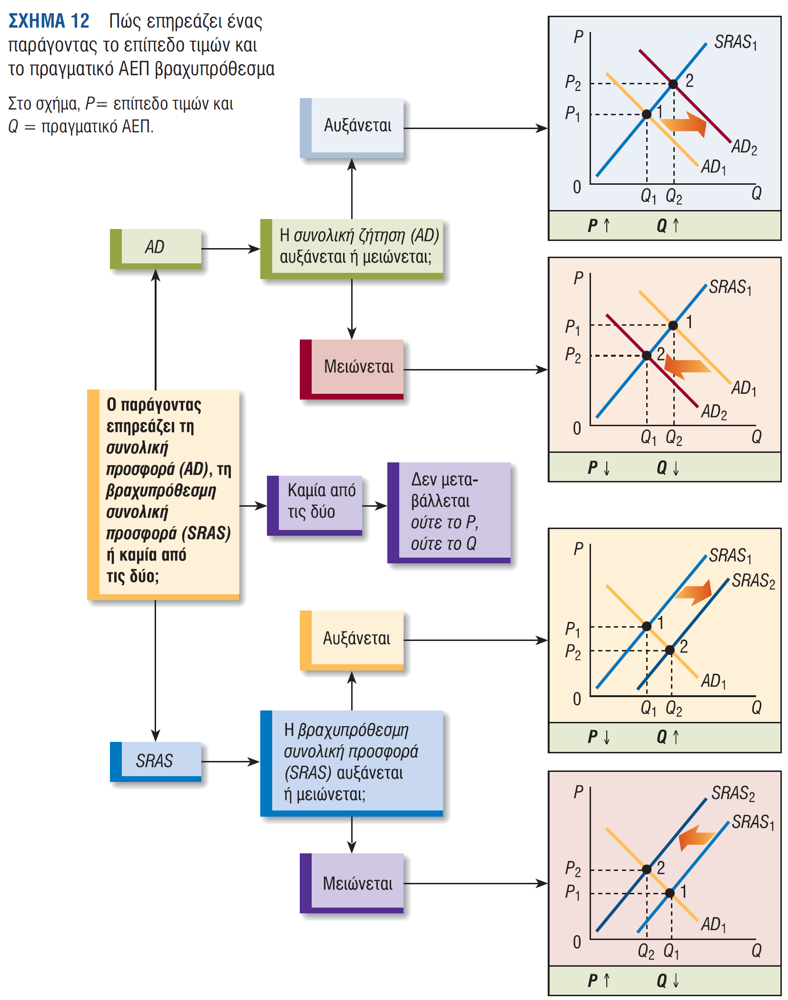 ΣΧΗΜΑ 12 Πώς επηρεάζει ένας
παράγοντας το επίπεδο τιμών και
το πραγματικό ΑΕΠ βραχυπρόθεσμα
Στο σχήμα, P= επίπεδο τιμών και
Q = πραγματικό ΑΕΠ.
Αυξάνεται
P
SRAS1
P2
2
P1
1
AD2
AD1
0
Q1 Q2
Q
P ↑ Q ↑
AD
Η συνολική ζήτηση (AD)
αυξάνεται ή μειώνεται;
Μειώνεται
P
SRAS1
P1
1
P2
2
AD1
AD2
0
Q1 Q2
Q
P ↓ Q ↓
Ο παράγοντας
επηρεάζει τη
συνολική
προσφορά (AD), τη
βραχυπρόθεσμη
συνολική
προσφορά (SRAS)
ή καμία από
τις δύο;
Καμία από
τις δύο
Δεν μετα-
βάλλεται
ούτε το P,
ούτε το Q
Αυξάνεται
P
SRAS1
SRAS2
P1
1
P2
2
AD1
0
Q1 Q2
Q
P ↓ Q ↑
SRAS
Η βραχυπρόθεσμη
συνολική προσφορά
(SRAS) αυξάνεται
ή μειώνεται;
Μειώνεται
P
SRAS2
SRAS1
P2
2
P1
1
AD1
0
Q2 Q1
Q
P ↑ Q ↓